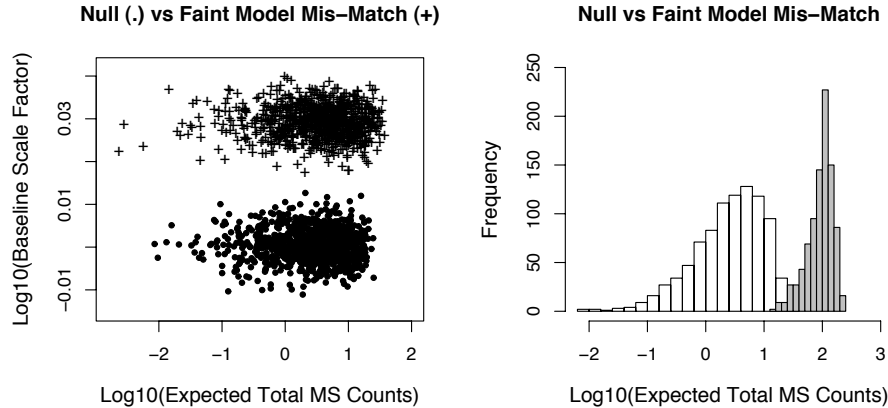 Null (.) vs Faint Model Mis−Match (+)
Log10(Baseline Scale Factor)
0.03
0.01
−0.01
−2 −1 0 1 2
Log10(Expected Total MS Counts)
Null vs Faint Model Mis−Match
Frequency
250
200
150
100
50
0
−2 −1 0 1 2 3
Log10(Expected Total MS Counts)